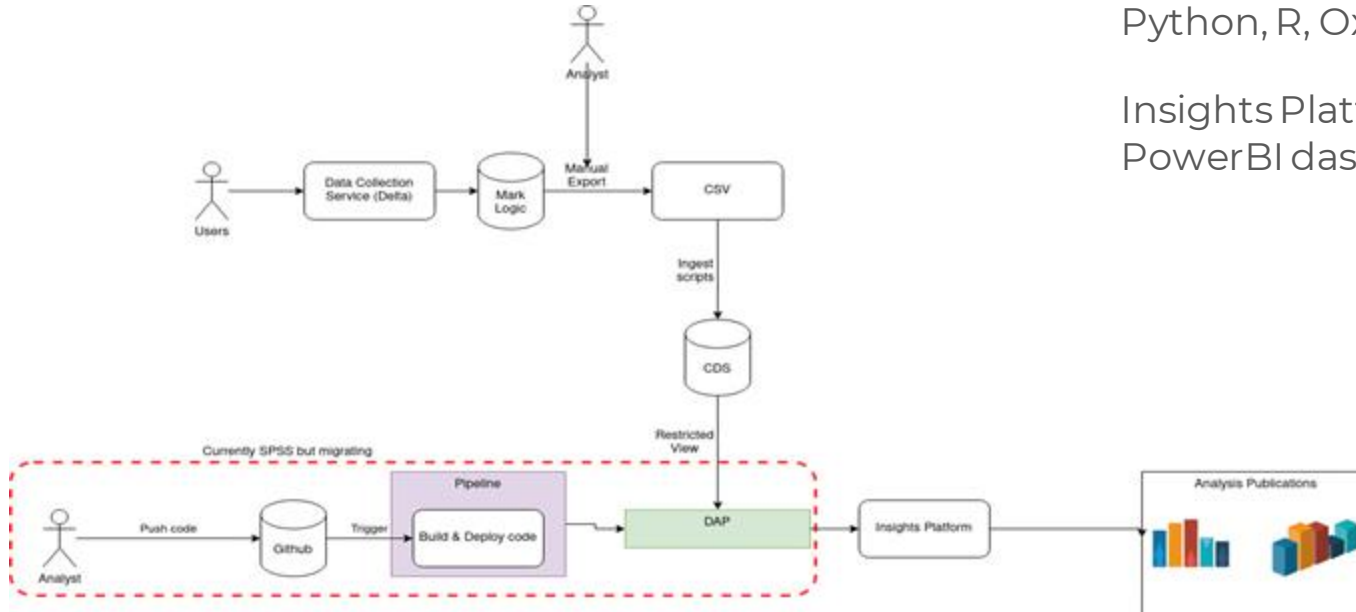 Python, R, Ox
Insights Plat
PowerBI das
Analyst
Users
Data Collection
Service (Delta)
Mark
Logic
Manual
Export
CSV
Ingest
scripts
CDS
Restricted
View
Currently SPSS but migrating
Analyst
Push code
Github
Trigger
Pipeline
Build & Deploy code
DAP
Insights Platform
Analysis Publications